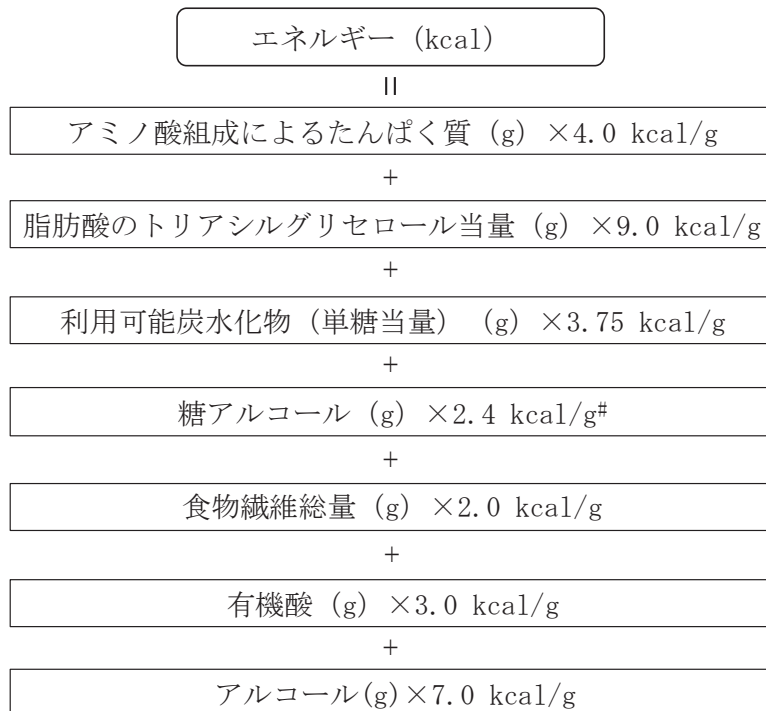 エネルギー (kcal)
=
アミノ酸組成によるたんぱく質 (g) ×4.0 kcal/g
+
脂肪酸のトリアシルグリセロール当量 (g) ×9.0 kcal/g
+
利用可能炭水化物 (単糖当量) (g) ×3.75 kcal/g
+
糖アルコール (g) ×2.4 kcal/g#
+
食物繊維総量 (g) ×2.0 kcal/g
+
有機酸 (g) ×3.0 kcal/g
+
アルコール(g)×7.0 kcal/g